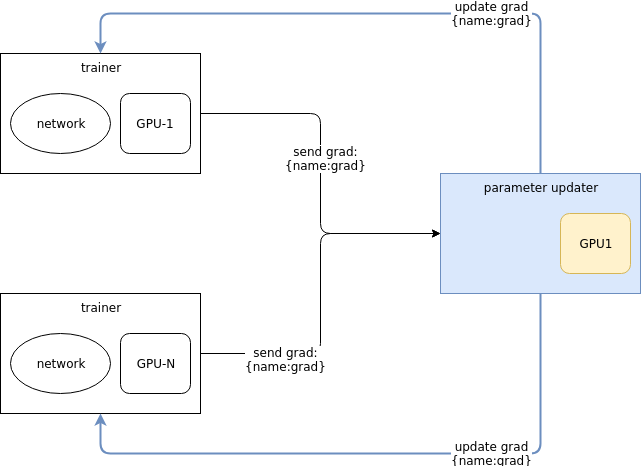 update grad
{name:grad}
trainer
network
GPU-1
send grad:
{name:grad}
parameter updater
GPU1
trainer
network
GPU-N
send grad:
{name:grad}
update grad
{name:grad}